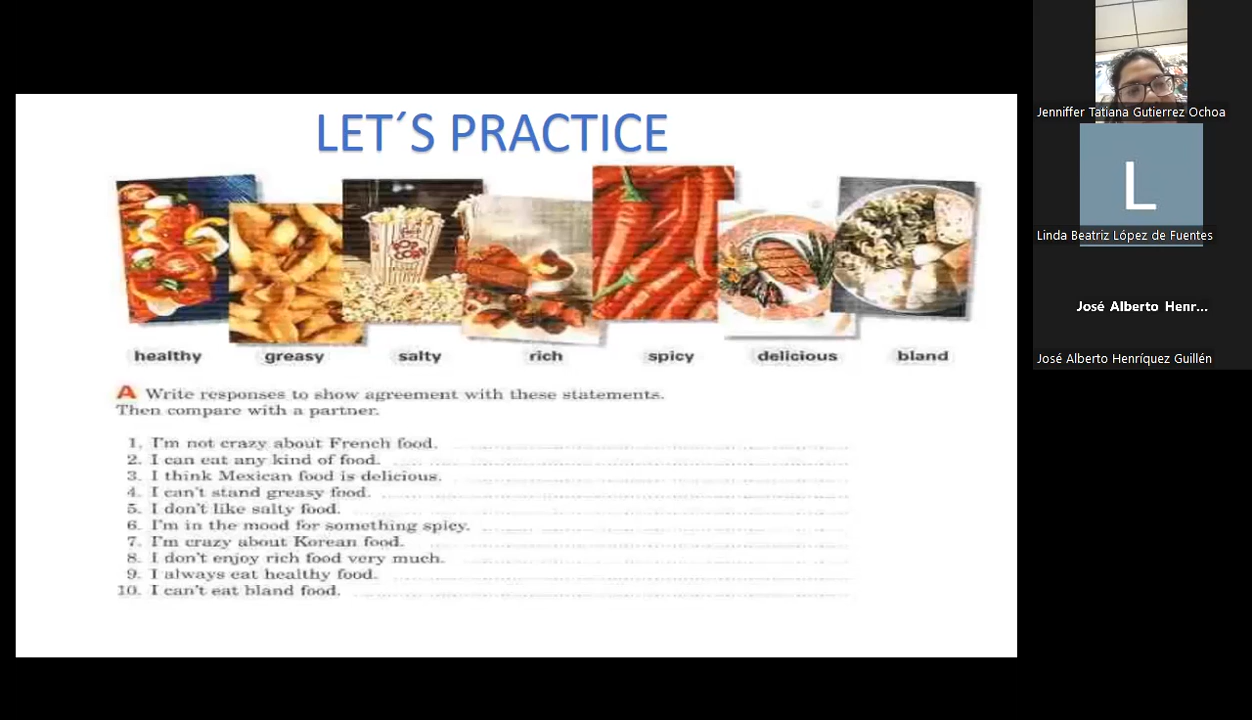 LET´S PRACTICE
POP CORN
healthy greasy salty rich spicy delicious bland
A Write responses to show agreement with these statements.
Then compare with a partner.
1. I'm not crazy about French food.
2. I can eat any kind of food.
3. I think Mexican food is delicious.
4. I can't stand greasy food.
5. I don't like salty food.
6. I'm in the mood for something spicy.
7. I'm crazy about Korean food.
8. I don't enjoy rich food very much.
9. I always eat healthy food.
10. I can't eat bland food.
Jenniffer Tatiana Gutierrez Ochoa
L
Linda Beatriz López de Fuentes
José Alberto Henr...
José Alberto Henríquez Guillén